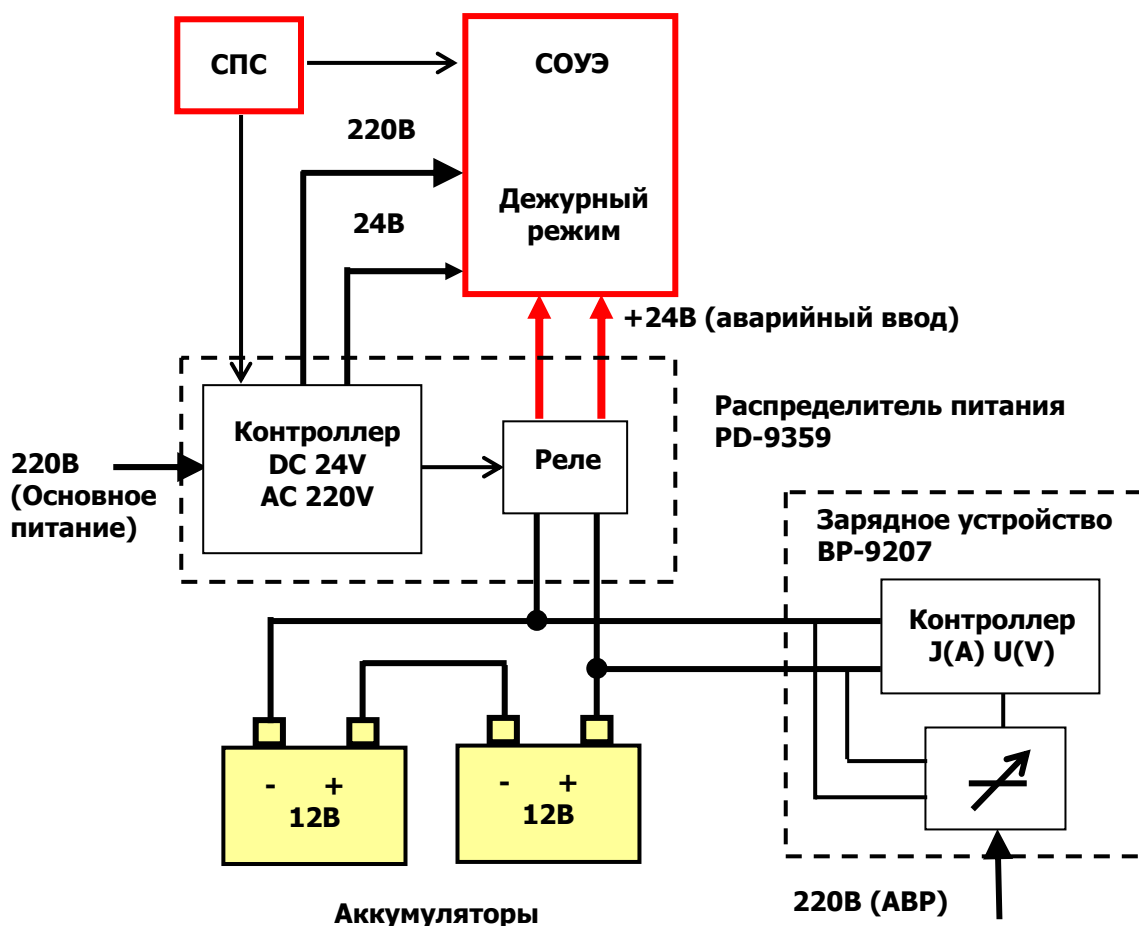 СПС
СОУЭ
220В
Дежурный
режим
24В
+24В (аварийный ввод)
Распределитель питания
PD-9359
Контроллер
DC 24V
AC 220V
Реле
220В
(Основное
питание)
Зарядное устройство
BP-9207
Контроллер
J(A) U(V)
- +
12В
- +
12В
220В (АВР)
Аккумуляторы